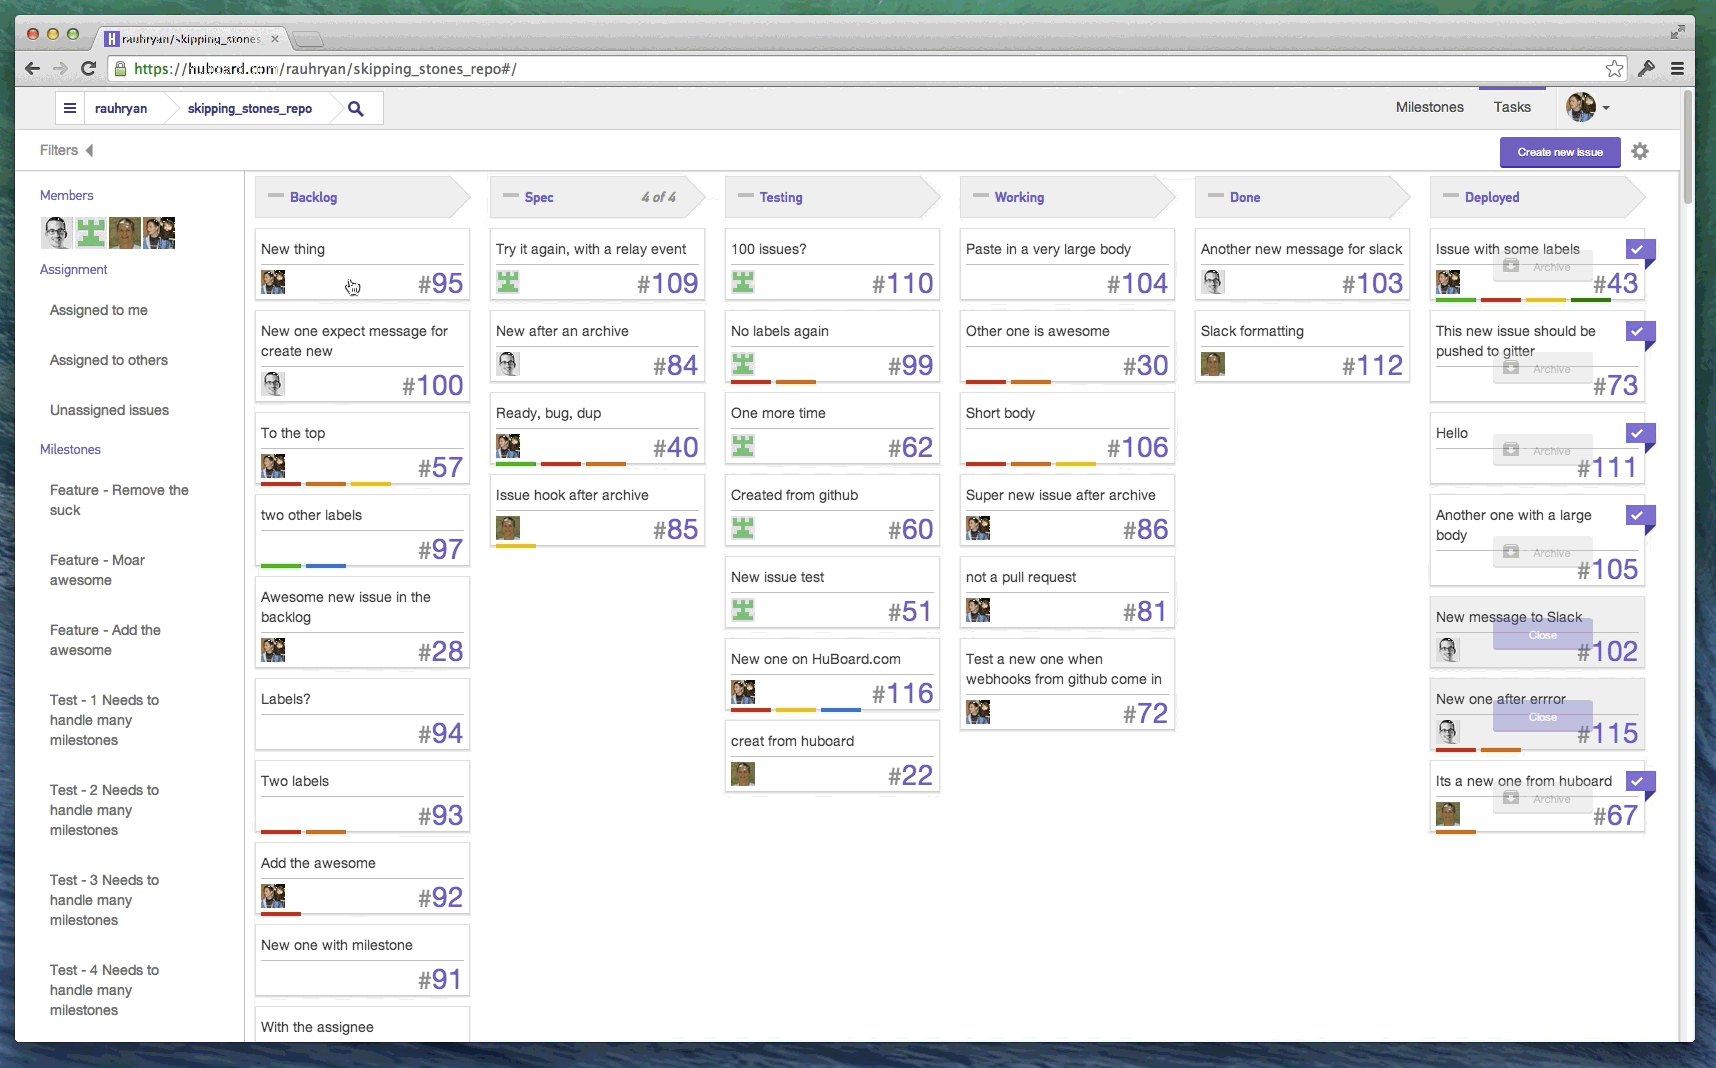 rauhryan/skipping_stones
https://huboard.com/rauhryan/skipping_stones_repo#/
rauhryan
skipping_stones_repo
Milestones
Tasks
Filters
Create new issue
Members
Assignment
Assigned to me
Assigned to others
Unassigned issues
Milestones
Feature - Remove the
suck
Feature - Moar
awesome
Feature - Add the
awesome
Test - 1 Needs to
handle many
milestones
Test - 2 Needs to
handle many
milestones
Test - 3 Needs to
handle many
milestones
Test - 4 Needs to
handle many
milestones
Backlog
New thing
#95
New one expect message for
create new
#100
To the top
#57
two other labels
#97
Awesome new issue in the
backlog
#28
Labels?
#94
Two labels
#93
Add the awesome
#92
New one with milestone
#91
With the assignee
Spec
4 of 4
Try it again, with a relay event
#109
New after an archive
#84
Ready, bug, dup
#40
Issue hook after archive
#85
Testing
100 issues?
#110
No labels again
#99
One more time
#62
Created from github
#60
New issue test
#51
New one on HuBoard.com
#116
creat from huboard
#22
Working
Paste in a very large body
#104
Other one is awesome
#30
Short body
#106
Super new issue after archive
#86
not a pull request
#81
Test a new one when
webhooks from github come in
#72
Done
Another new message for slack
#103
Slack formatting
#112
Deployed
Issue with some labels
Archive
#43
This new issue should be
pushed to gitter
Archive
#73
Hello
Archive
#111
Another one with a large
body
Archive
#105
New message to Slack
Close
#102
New one after errror
Close
#115
Its a new one from huboard
Archive
#67